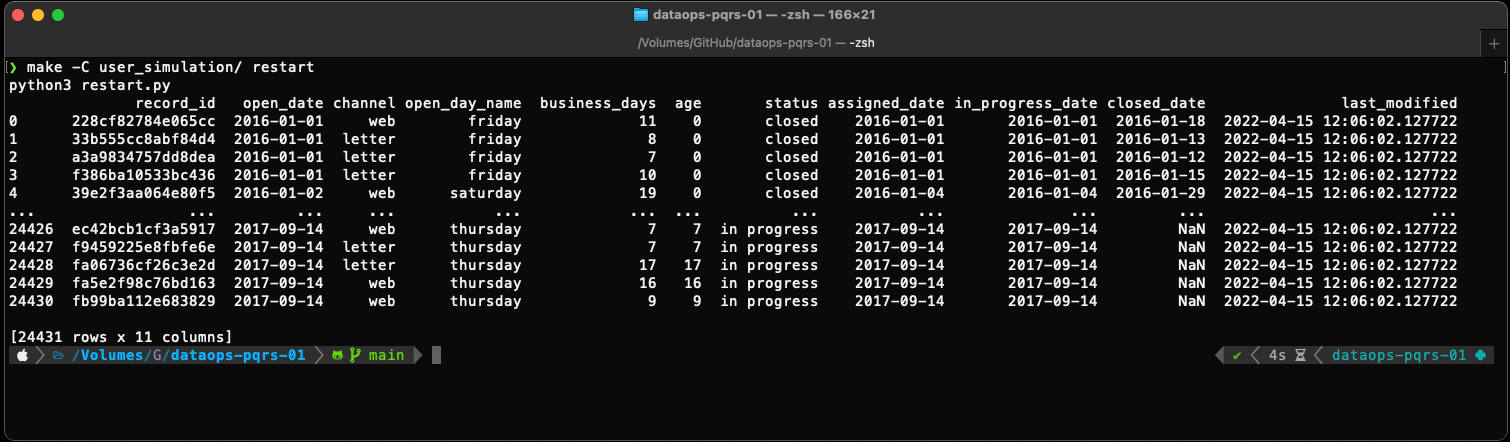 dataops-pqrs-01 — -zsh — 166×21
/Volumes/GitHub/dataops-pqrs-01 — -zsh
❯ make -C user_simulation/ restart
python3 restart.py
record_id open_date channel open_day_name business_days age status assigned_date in_progress_date closed_date last_modified
0 228cf82784e065cc 2016-01-01 web friday 11 0 closed 2016-01-01 2016-01-01 2016-01-18 2022-04-15 12:06:02.127722
1 33b555cc8abf84d4 2016-01-01 letter friday 8 0 closed 2016-01-01 2016-01-01 2016-01-13 2022-04-15 12:06:02.127722
2 a3a9834757dd8dea 2016-01-01 letter friday 7 0 closed 2016-01-01 2016-01-01 2016-01-12 2022-04-15 12:06:02.127722
3 f386ba10533bc436 2016-01-01 letter friday 10 0 closed 2016-01-01 2016-01-01 2016-01-15 2022-04-15 12:06:02.127722
4 39e2f3aa064e80f5 2016-01-02 web saturday 19 0 closed 2016-01-04 2016-01-04 2016-01-29 2022-04-15 12:06:02.127722
... ... ... ... ... ... ... ... ... ... ... ...
24426 ec42bcb1cf3a5917 2017-09-14 web thursday 7 7 in progress 2017-09-14 2017-09-14 NaN 2022-04-15 12:06:02.127722
24427 f9459225e8fbfe6e 2017-09-14 letter thursday 7 7 in progress 2017-09-14 2017-09-14 NaN 2022-04-15 12:06:02.127722
24428 fa06736cf26c3e2d 2017-09-14 letter thursday 17 17 in progress 2017-09-14 2017-09-14 NaN 2022-04-15 12:06:02.127722
24429 fa5e2f98c76bd163 2017-09-14 web thursday 16 16 in progress 2017-09-14 2017-09-14 NaN 2022-04-15 12:06:02.127722
24430 fb99ba112e683829 2017-09-14 web thursday 9 9 in progress 2017-09-14 2017-09-14 NaN 2022-04-15 12:06:02.127722
[24431 rows x 11 columns]
/Volumes/G/dataops-pqrs-01 main ✔ 4s dataops-pqrs-01